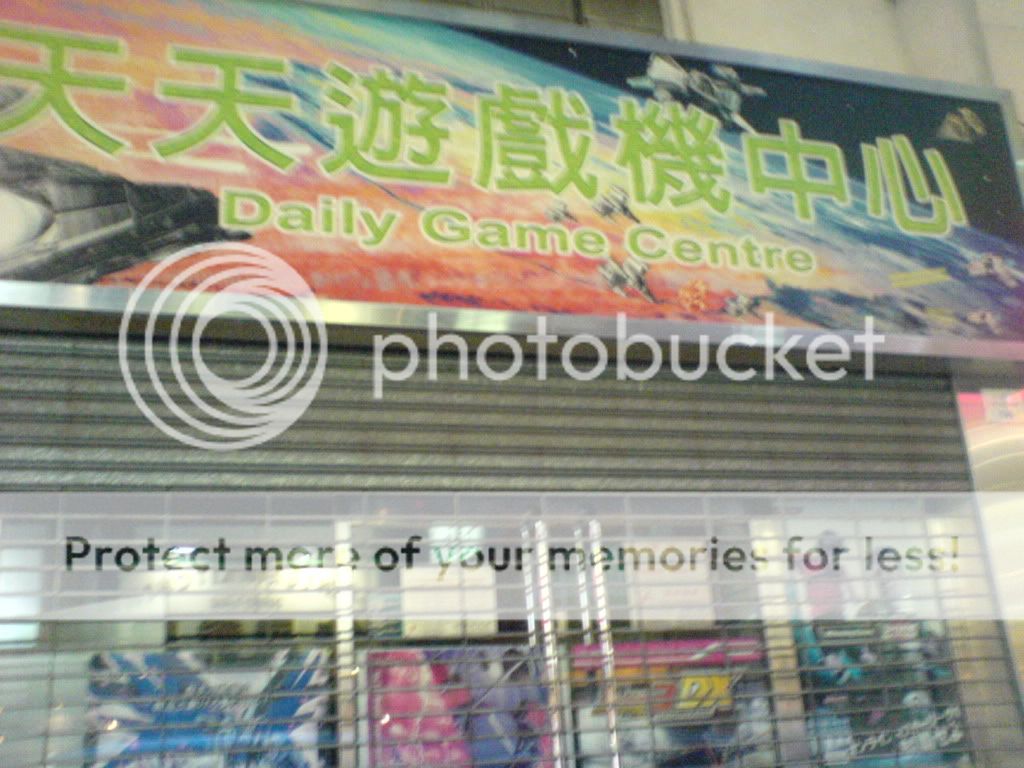 天天遊戲機中心
Daily Game Centre
photobucket
Protect more of your memories for less!
DX